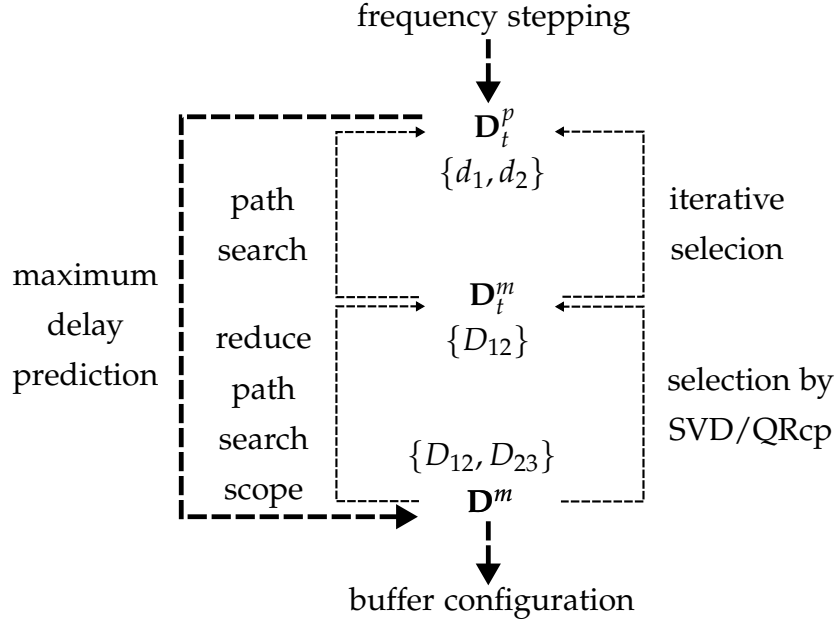 frequency stepping
D_t^p
{d_1, d_2}
path
search
iterative
selecion
maximum
delay
prediction
D_t^m
{D_12}
reduce
path
search
scope
selection by
SVD/QRcp
{D_12, D_23}
D^m
buffer configuration